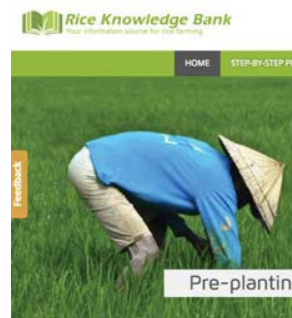 Rice Knowledge Bank
Your information source for rice farming
HOME STEP-BY-STEP P
Feedback
Pre-plantin